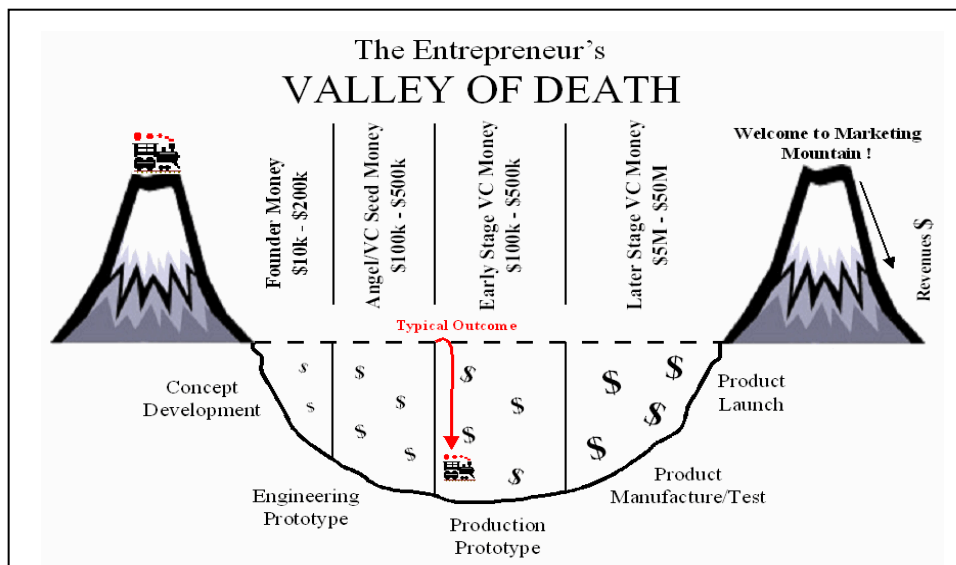 The Entrepreneur's
VALLEY OF DEATH
Founder Money
$10k - $200k
Angel/VC Seed Money
$100k - $500k
Early Stage VC Money
$100k - $500k
Later Stage VC Money
$5M - $50M
Welcome to Marketing
Mountain !
Revenues $
Typical Outcome
$ $ $ $ $ $
$ $ $ $
$ $ $ $
Concept
Development
Engineering
Prototype
Production
Prototype
Product
Manufacture/Test
Product
Launch